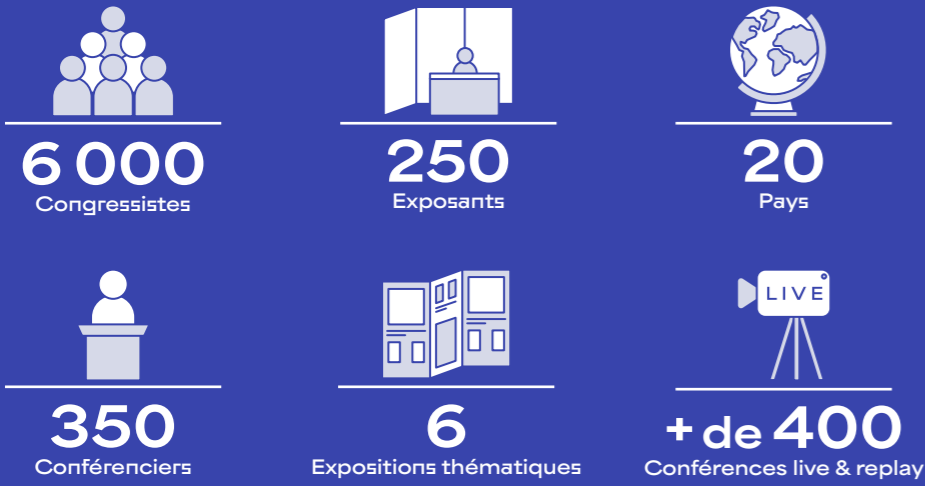 6 000
Congressistes
250
Exposants
20
Pays
350
Conférenciers
6
Expositions thématiques
LIVE
+ de 400
Conférences live & replay